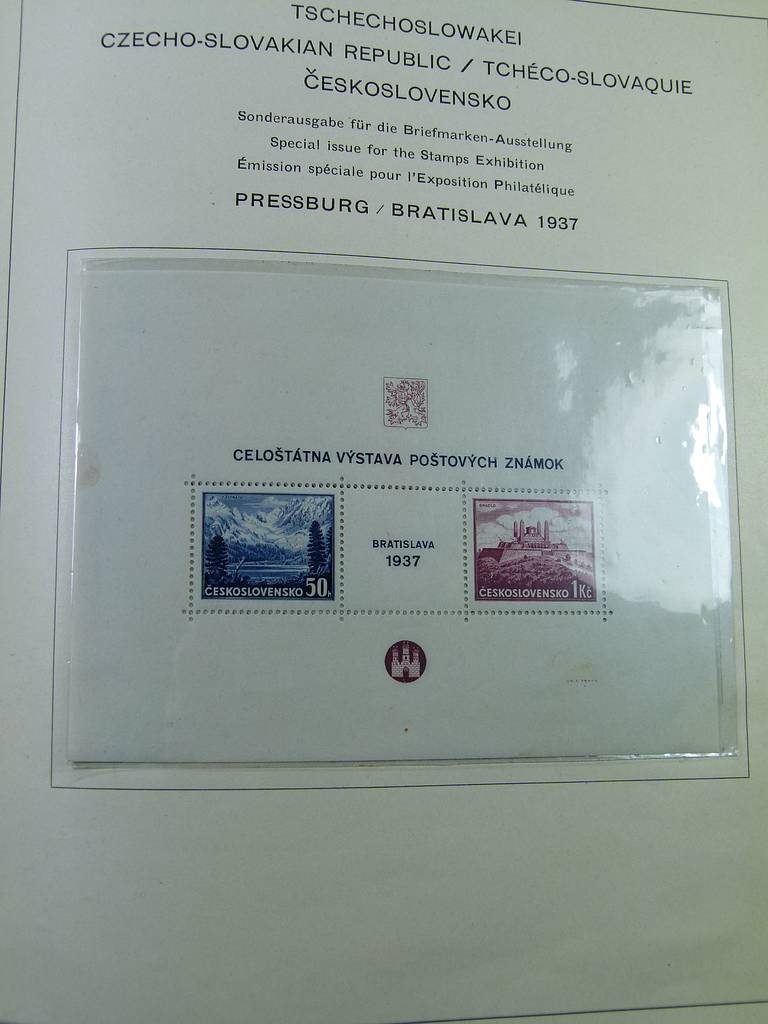 TSCHECHOSLOWAKEI
CZECHO-SLOVAKIAN REPUBLIC / TCHÉCO-SLOVAQUIE
ČESKOSLOVENSKO
Sonderausgabe für die Briefmarken-Ausstellung
Special issue for the Stamps Exhibition
Émission spéciale pour l'Exposition Philatélique
PRESSBURG / BRATISLAVA 1937
CELOŠTÁTNA VÝSTAVA POŠTOVÝCH ZNÁMOK
ČESKOSLOVENSKO 50h
BRATISLAVA
1937
BRADLO
ČESKOSLOVENSKO 1Kč